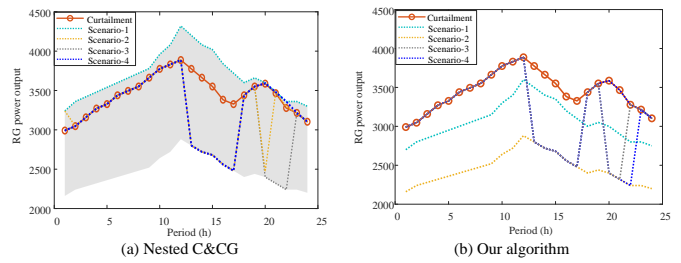 4500
4000
3500
3000
2500
2000
0
5
10
15
20
25
RG power output
Period (h)
Curtailment
Scenario-1
Scenario-2
Scenario-3
Scenario-4
(a) Nested C&CG
4500
4000
3500
3000
2500
2000
0
5
10
15
20
25
RG power output
Period (h)
Curtailment
Scenario-1
Scenario-2
Scenario-3
Scenario-4
(b) Our algorithm